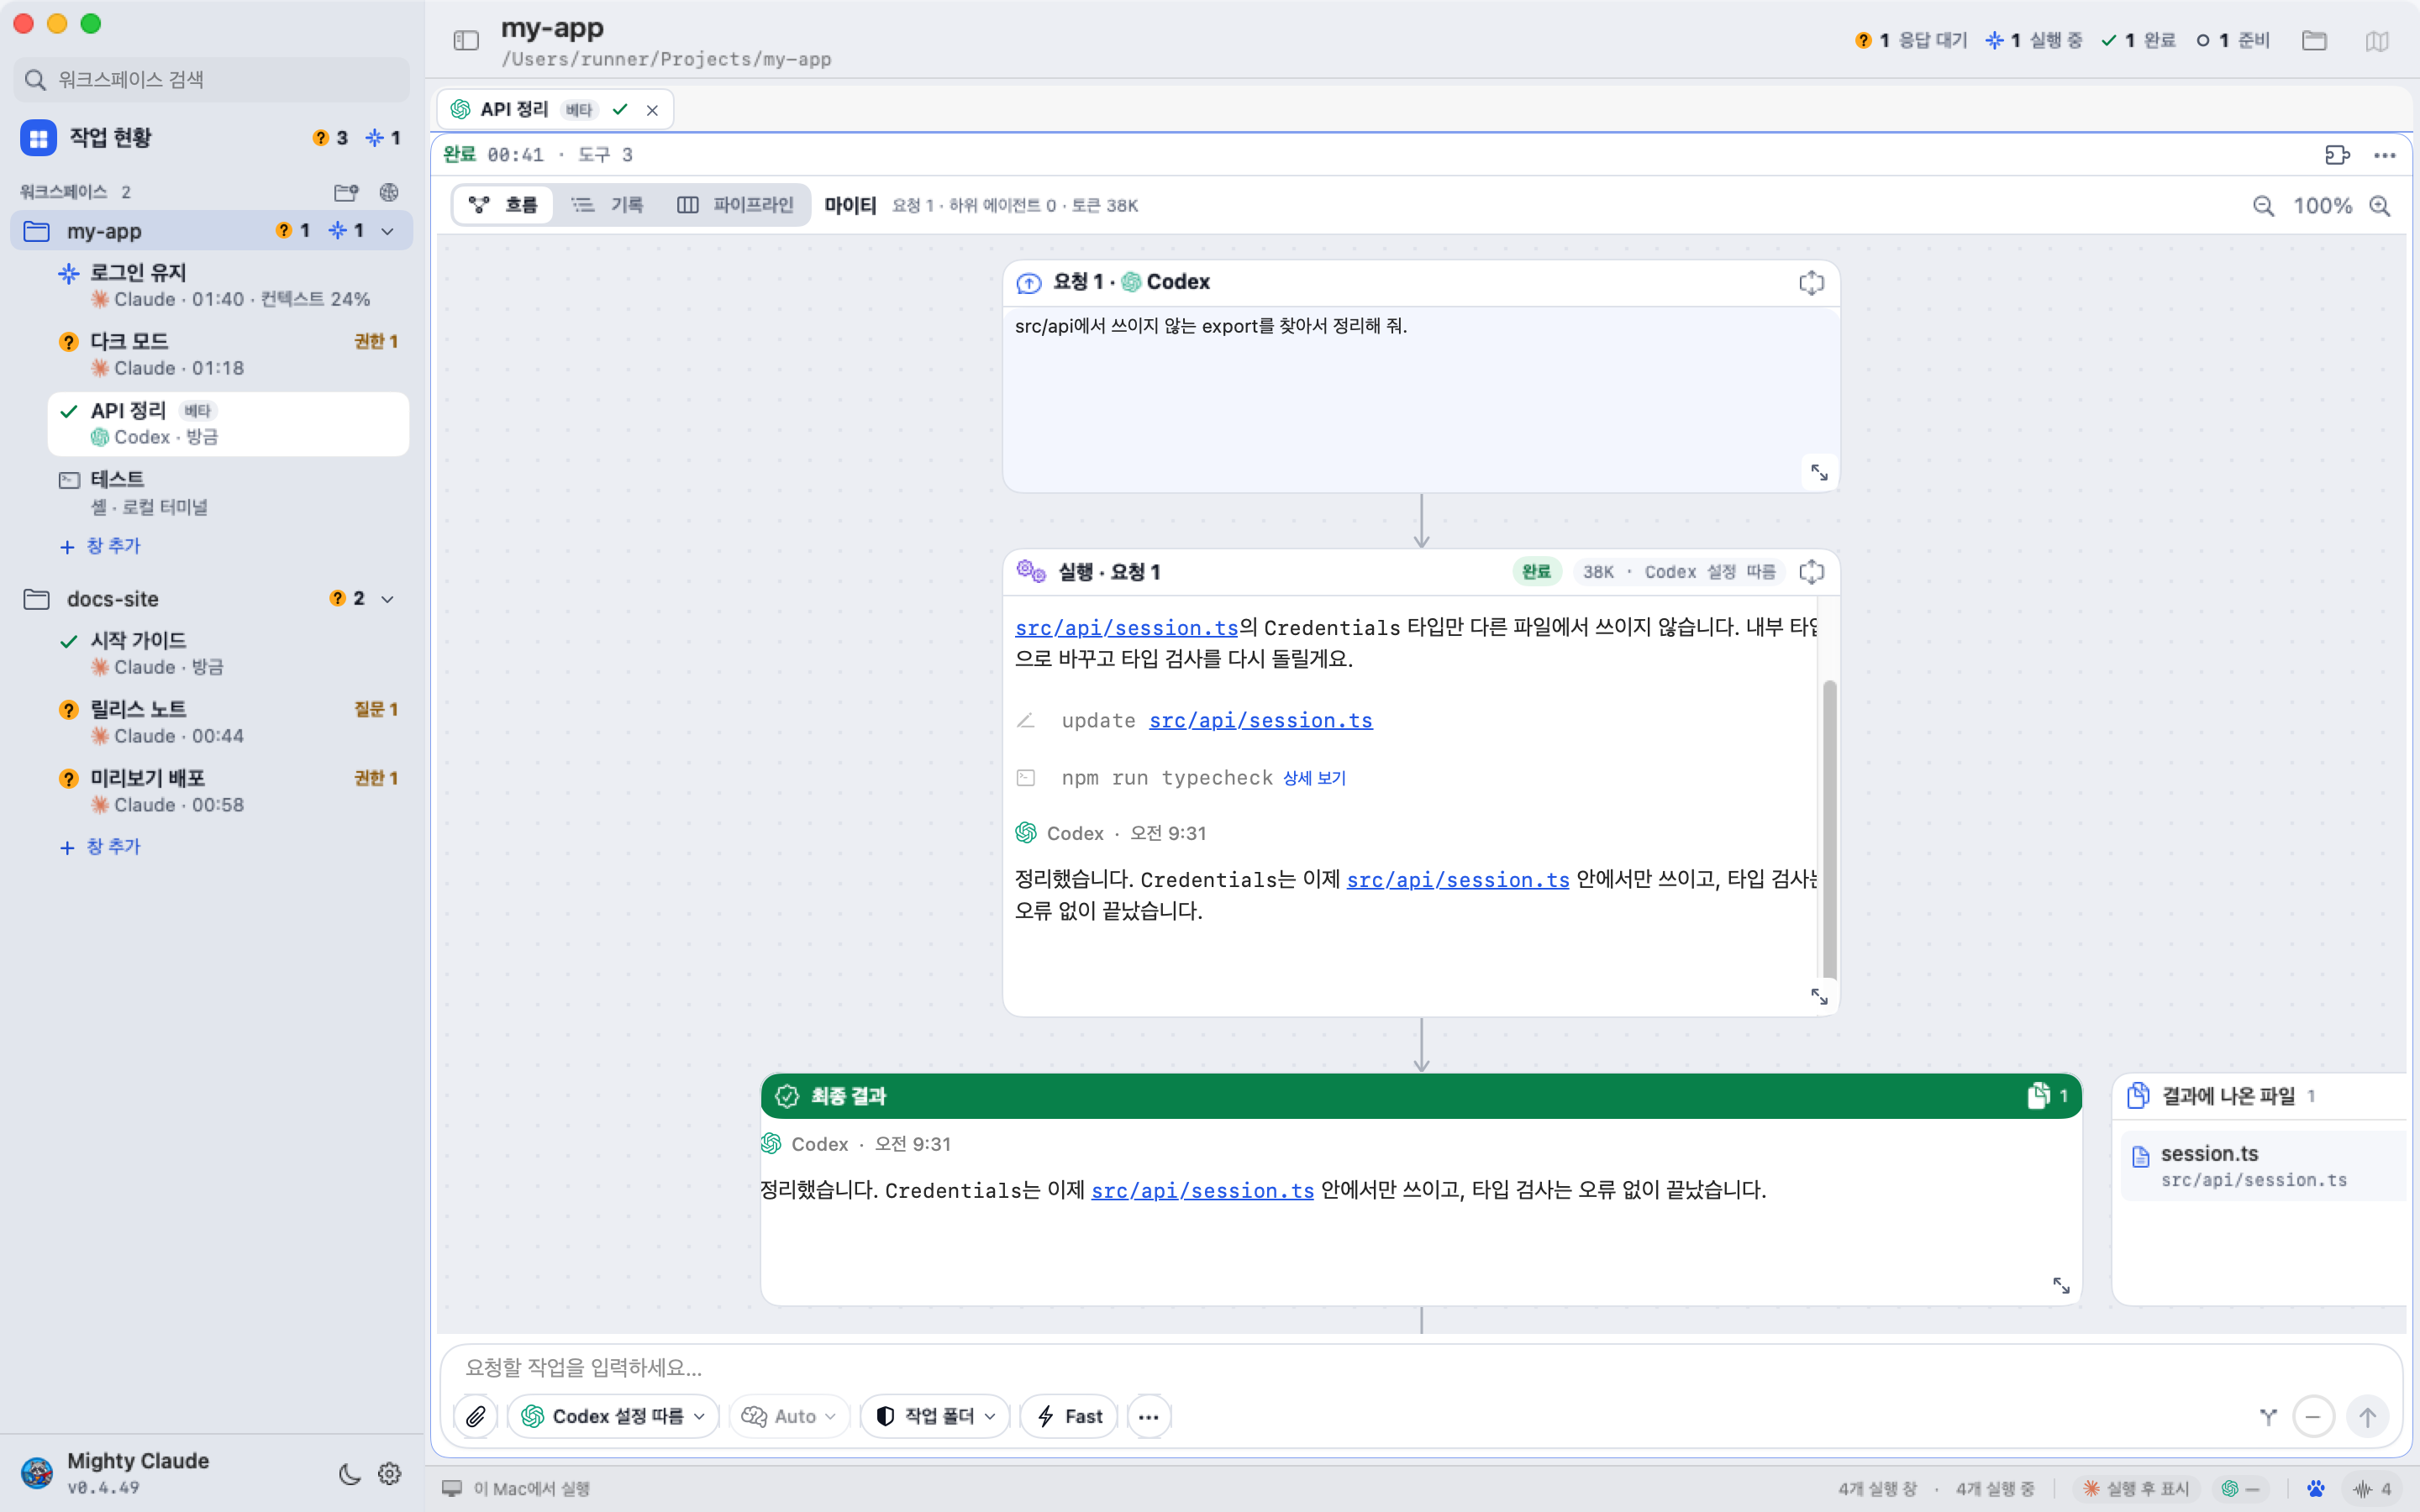 워크스페이스 검색
작업 현황 3 1
워크스페이스 2
my-app 1 1
로그인 유지
Claude · 01:40 · 컨텍스트 24%
다크 모드 권한 1
Claude · 01:18
API 정리 베타
Codex · 방금
테스트
셸 · 로컬 터미널
+ 창 추가
docs-site 2
시작 가이드
Claude · 방금
릴리스 노트 질문 1
Claude · 00:44
미리보기 배포 권한 1
Claude · 00:58
+ 창 추가
Mighty Claude
v0.4.49
my-app
/Users/runner/Projects/my-app
1 응답 대기 1 실행 중 1 완료 1 준비
API 정리 베타
완료 00:41 · 도구 3
흐름 기록 파이프라인 마이티 요청 1 · 하위 에이전트 0 · 토큰 38K
100%
요청 1 · Codex
src/api에서 쓰이지 않는 export를 찾아서 정리해 줘.
실행 · 요청 1 완료 38K · Codex 설정 따름
src/api/session.ts의 Credentials 타입만 다른 파일에서 쓰이지 않습니다. 내부 타입
으로 바꾸고 타입 검사를 다시 돌릴게요.
update src/api/session.ts
npm run typecheck 상세 보기
Codex · 오전 9:31
정리했습니다. Credentials는 이제 src/api/session.ts 안에서만 쓰이고, 타입 검사는
오류 없이 끝났습니다.
최종 결과 1
Codex · 오전 9:31
정리했습니다. Credentials는 이제 src/api/session.ts 안에서만 쓰이고, 타입 검사는 오류 없이 끝났습니다.
결과에 나온 파일 1
session.ts
src/api/session.ts
요청할 작업을 입력하세요...
Codex 설정 따름 Auto 작업 폴더 Fast
이 Mac에서 실행
4개 실행 창 · 4개 실행 중 실행 후 표시 — 4